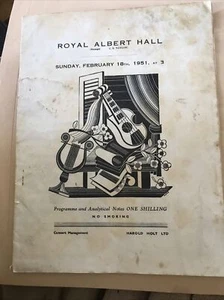 ROYAL ALBERT HALL
SUNDAY, FEBRUARY 18TH, 1951, AT 3
Programme and Analytical Notes ONE SHILLING
NO SMOKING
Concert Management HAROLD HOLT LTD